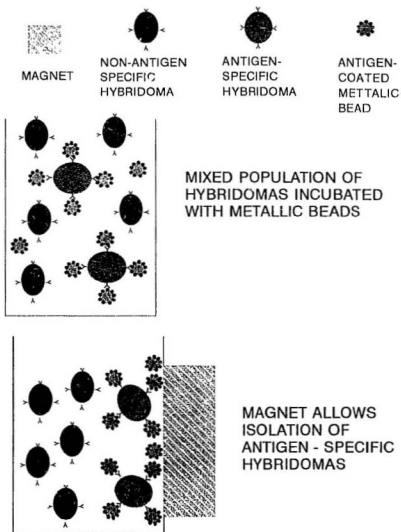 MAGNET
NON-ANTIGEN
SPECIFIC
HYBRIDOMA
ANTIGEN-
SPECIFIC
HYBRIDOMA
ANTIGEN-
COATED
METTALIC
BEAD
MIXED POPULATION OF
HYBRIDOMAS INCUBATED
WITH METALLIC BEADS
MAGNET ALLOWS
ISOLATION OF
ANTIGEN - SPECIFIC
HYBRIDOMAS